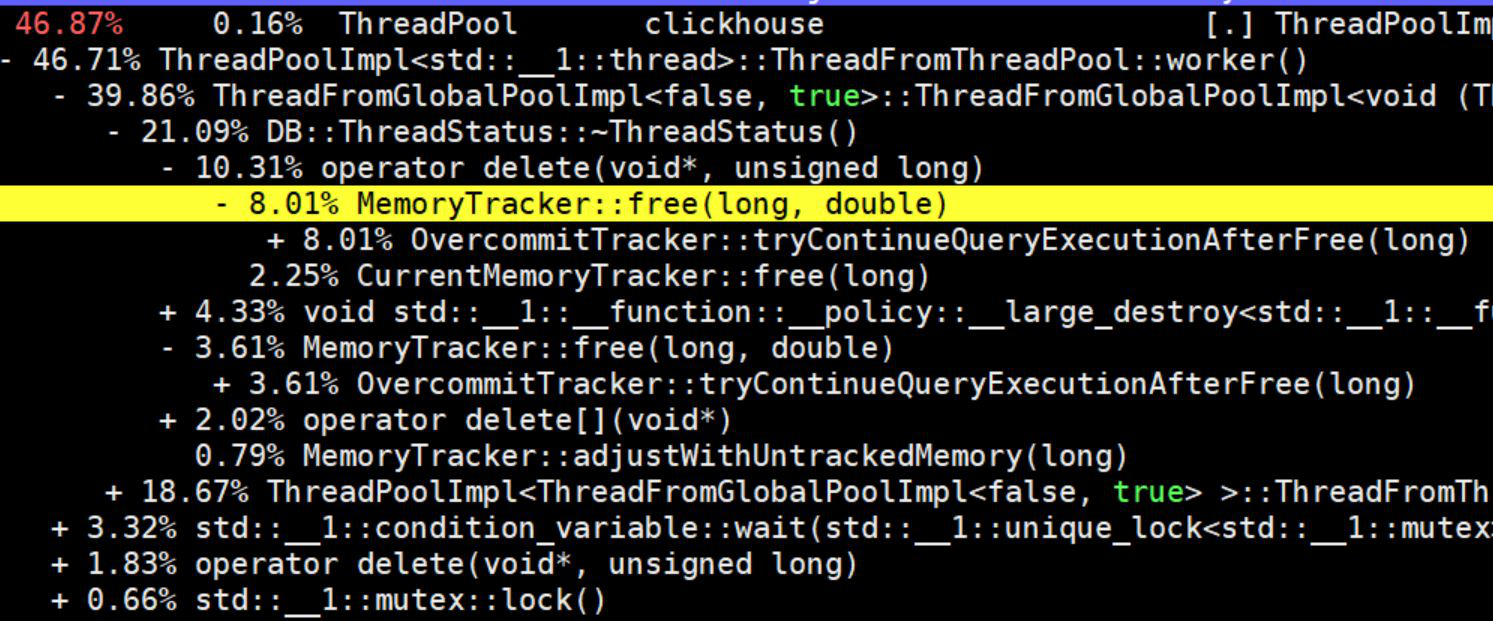 46.87% 0.16% ThreadPool clickhouse [.] ThreadPoolIm
- 46.71% ThreadPoolImpl<std::__1::thread>::ThreadFromThreadPool::worker()
- 39.86% ThreadFromGlobalPoolImpl<false, true>::ThreadFromGlobalPoolImpl<void (T
- 21.09% DB::ThreadStatus::~ThreadStatus()
- 10.31% operator delete(void*, unsigned long)
- 8.01% MemoryTracker::free(long, double)
+ 8.01% OvercommitTracker::tryContinueQueryExecutionAfterFree(long)
2.25% CurrentMemoryTracker::free(long)
+ 4.33% void std::__1::__function::__policy::__large_destroy<std::__1::__f
- 3.61% MemoryTracker::free(long, double)
+ 3.61% OvercommitTracker::tryContinueQueryExecutionAfterFree(long)
+ 2.02% operator delete[](void*)
0.79% MemoryTracker::adjustWithUntrackedMemory(long)
+ 18.67% ThreadPoolImpl<ThreadFromGlobalPoolImpl<false, true> >::ThreadFromTh
+ 3.32% std::__1::condition_variable::wait(std::__1::unique_lock<std::__1::mutex
+ 1.83% operator delete(void*, unsigned long)
+ 0.66% std::__1::mutex::lock()